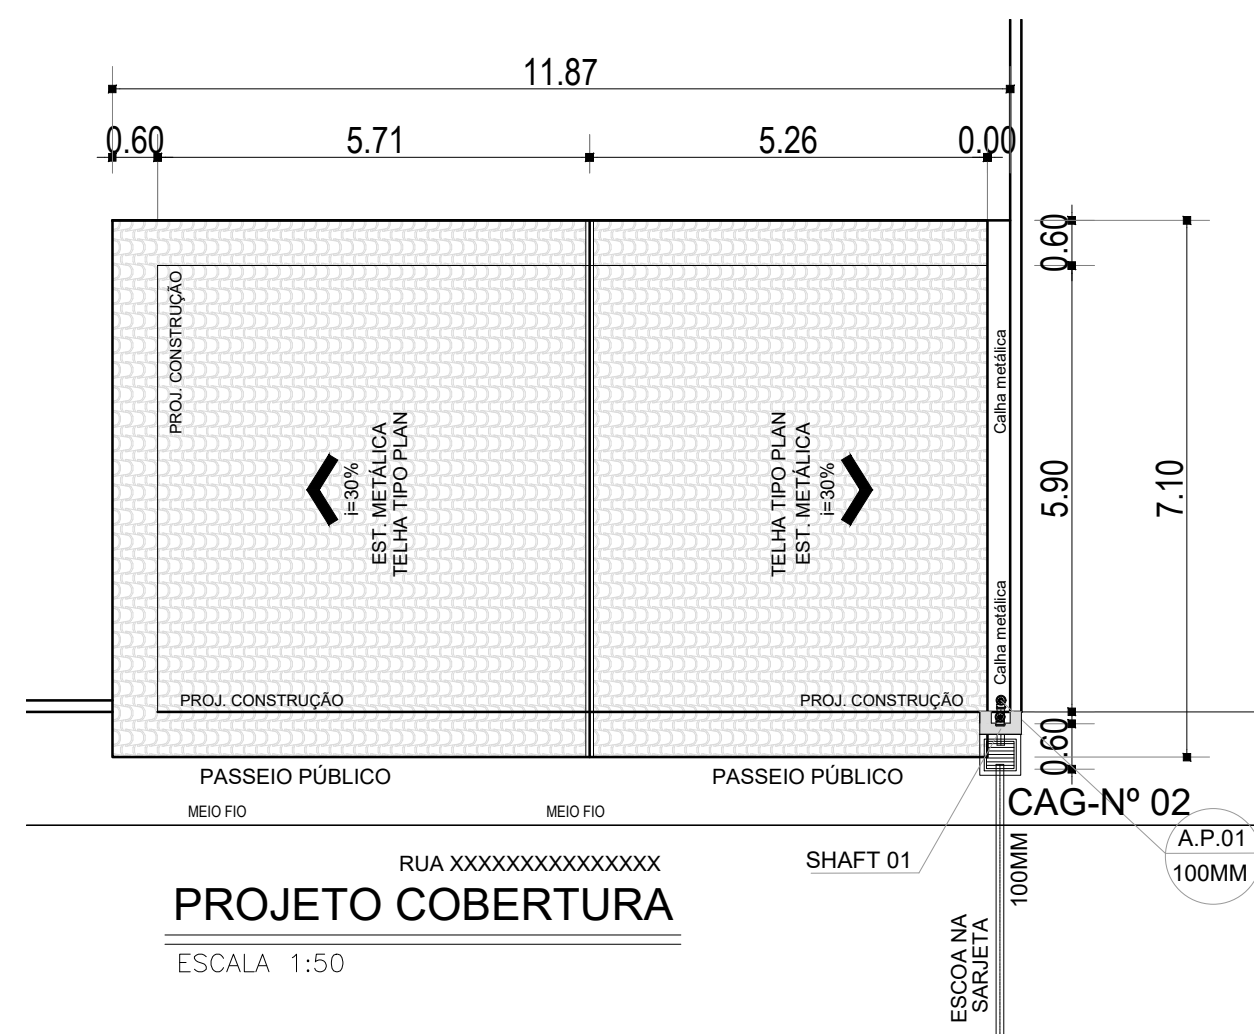 11.87
0.60
5.71
5.26
0.00
0.60
PROJ. CONSTRUÇÃO
Calha metálica
i=30%
EST. METÁLICA
TELHA TIPO PLAN
TELHA TIPO PLAN
EST. METÁLICA
i=30%
5.90
7.10
Calha metálica
PROJ. CONSTRUÇÃO
PROJ. CONSTRUÇÃO
0.60
PASSEIO PÚBLICO
PASSEIO PÚBLICO
CAG-Nº 02
MEIO FIO
MEIO FIO
A.P.01
100MM
SHAFT 01
100MM
RUA XXXXXXXXXXXXXXX
PROJETO COBERTURA
ESCALA 1:50
ESCOA NA
SARJETA